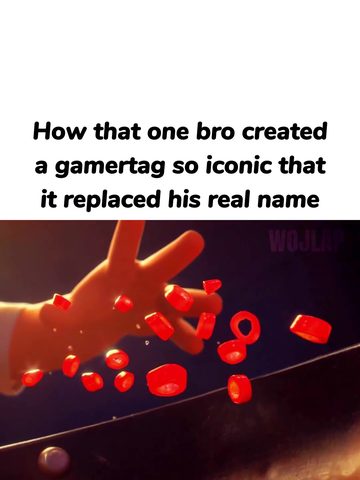 How that one bro created
a gamertag so iconic that
it replaced his real name
WOJLAP